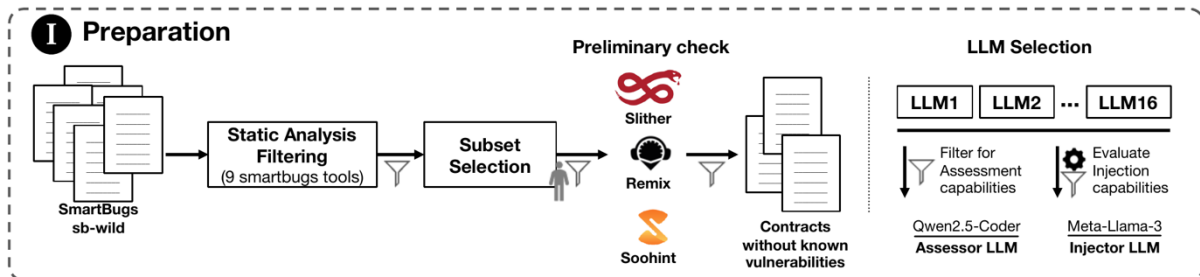 I Preparation
SmartBugs
sb-wild
Static Analysis
Filtering
(9 smartbugs tools)
Subset
Selection
Preliminary check
Slither
Remix
Soohint
Contracts
without known
vulnerabilities
LLM Selection
LLM1 LLM2 ... LLM16
Filter for
Assessment
capabilities
Evaluate
Injection
capabilities
Qwen2.5-Coder
Assessor LLM
Meta-Llama-3
Injector LLM